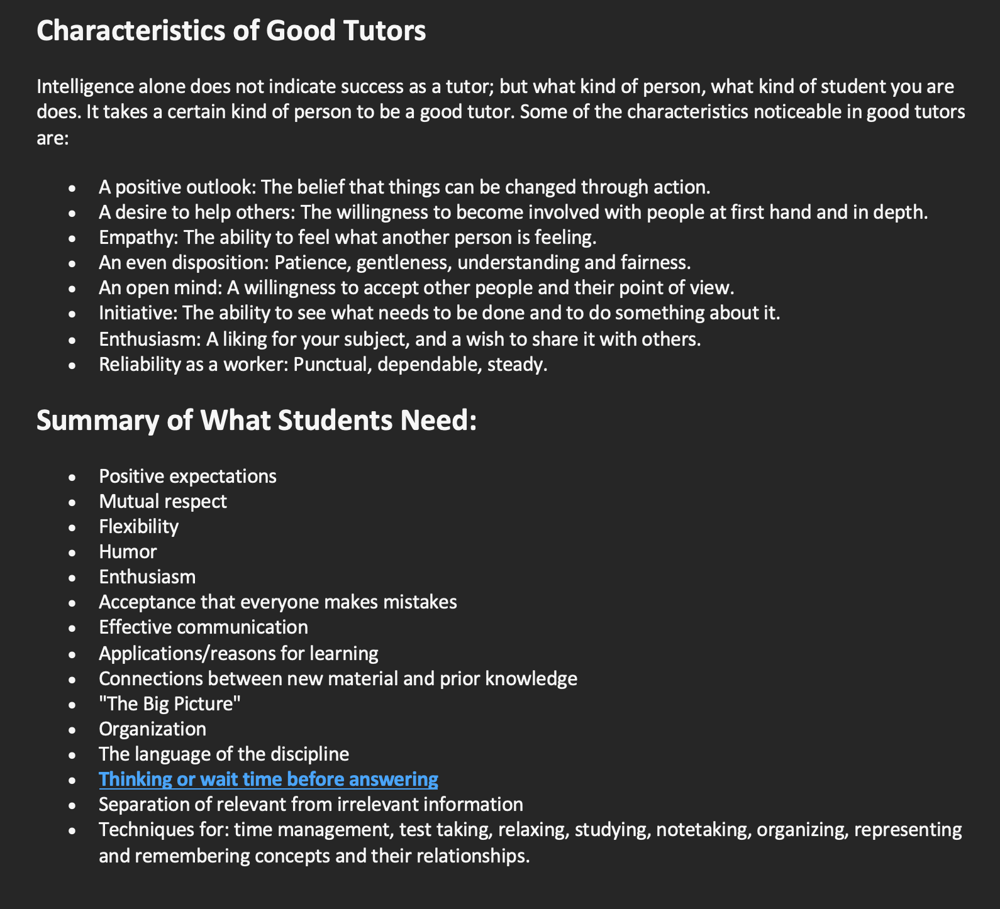 Characteristics of Good Tutors
Intelligence alone does not indicate success as a tutor; but what kind of person, what kind of student you are
does. It takes a certain kind of person to be a good tutor. Some of the characteristics noticeable in good tutors
are:
• A positive outlook: The belief that things can be changed through action.
• A desire to help others: The willingness to become involved with people at first hand and in depth.
• Empathy: The ability to feel what another person is feeling.
• An even disposition: Patience, gentleness, understanding and fairness.
• An open mind: A willingness to accept other people and their point of view.
• Initiative: The ability to see what needs to be done and to do something about it.
• Enthusiasm: A liking for your subject, and a wish to share it with others.
• Reliability as a worker: Punctual, dependable, steady.
Summary of What Students Need:
• Positive expectations
• Mutual respect
• Flexibility
• Humor
• Enthusiasm
• Acceptance that everyone makes mistakes
• Effective communication
• Applications/reasons for learning
• Connections between new material and prior knowledge
• "The Big Picture"
• Organization
• The language of the discipline
• Thinking or wait time before answering
• Separation of relevant from irrelevant information
• Techniques for: time management, test taking, relaxing, studying, notetaking, organizing, representing
and remembering concepts and their relationships.